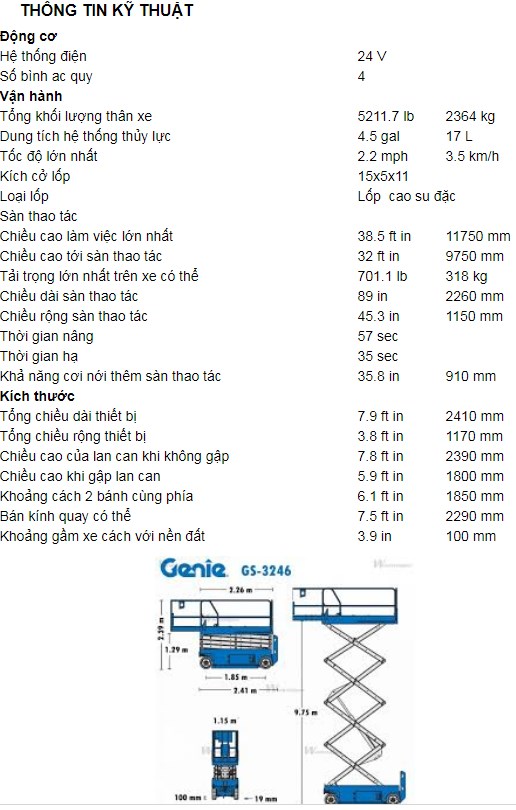 THÔNG TIN KỸ THUẬT
Động cơ
Hệ thống điện 24 V
Số bình ac quy 4
Vận hành
Tổng khối lượng thân xe 5211.7 lb 2364 kg
Dung tích hệ thống thủy lực 4.5 gal 17 L
Tốc độ lớn nhất 2.2 mph 3.5 km/h
Kích cở lốp 15x5x11
Loại lốp Lốp cao su đặc
Sàn thao tác
Chiều cao làm việc lớn nhất 38.5 ft in 11750 mm
Chiều cao tới sàn thao tác 32 ft in 9750 mm
Tải trọng lớn nhất trên xe có thể 701.1 lb 318 kg
Chiều dài sàn thao tác 89 in 2260 mm
Chiều rộng sàn thao tác 45.3 in 1150 mm
Thời gian nâng 57 sec
Thời gian hạ 35 sec
Khả năng cơi nới thêm sàn thao tác 35.8 in 910 mm
Kích thước
Tổng chiều dài thiết bị 7.9 ft in 2410 mm
Tổng chiều rộng thiết bị 3.8 ft in 1170 mm
Chiều cao của lan can khi không gập 7.8 ft in 2390 mm
Chiều cao khi gập lan can 5.9 ft in 1800 mm
Khoảng cách 2 bánh cùng phía 6.1 ft in 1850 mm
Bán kính quay có thể 7.5 ft in 2290 mm
Khoảng gầm xe cách với nền đất 3.9 in 100 mm
Genie GS-3246
2.26 m
2.39 m
1.29 m
1.85 m
2.41 m
9.75 m
1.15 m
100 mm
19 mm